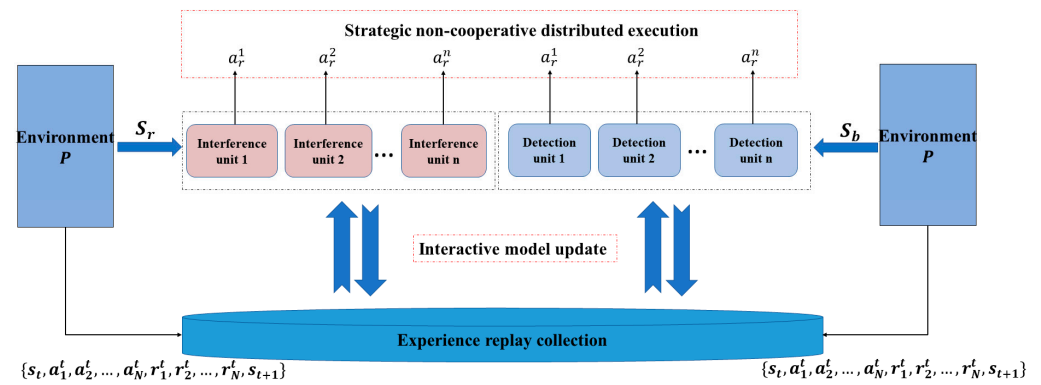 Strategic non-cooperative distributed execution
a_r^1 a_r^2 a_r^n a_r^1 a_r^2 a_r^n
Environment
P
S_r
Interference
unit 1
Interference
unit 2
...
Interference
unit n
Detection
unit 1
Detection
unit 2
...
Detection
unit n
S_b
Environment
P
Interactive model update
Experience replay collection
{s_t, a_1^t, a_2^t, ..., a_N^t, r_1^t, r_2^t, ..., r_N^t, s_{t+1}}
{s_t, a_1^t, a_2^t, ..., a_N^t, r_1^t, r_2^t, ..., r_N^t, s_{t+1}}